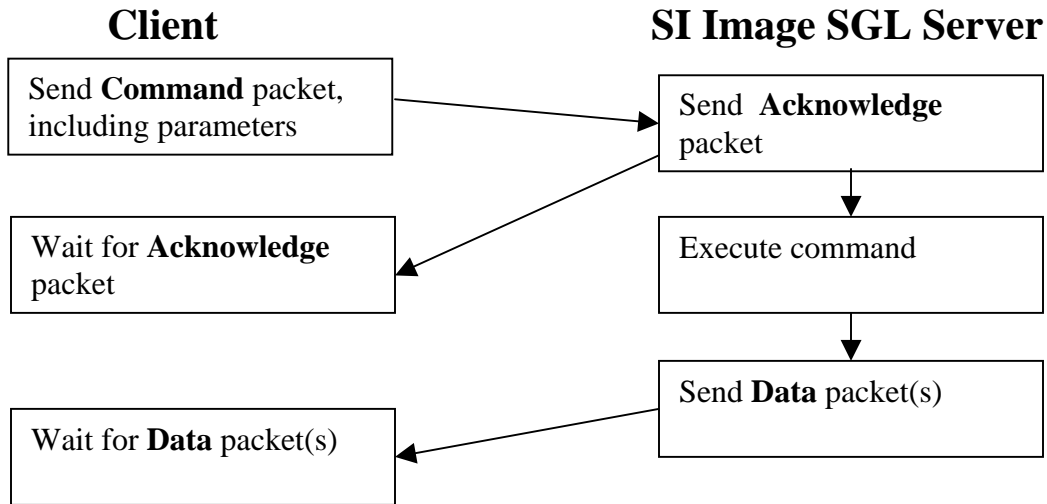 Client
SI Image SGL Server
Send Command packet,
including parameters
Send Acknowledge
packet
Wait for Acknowledge
packet
Execute command
Send Data packet(s)
Wait for Data packet(s)